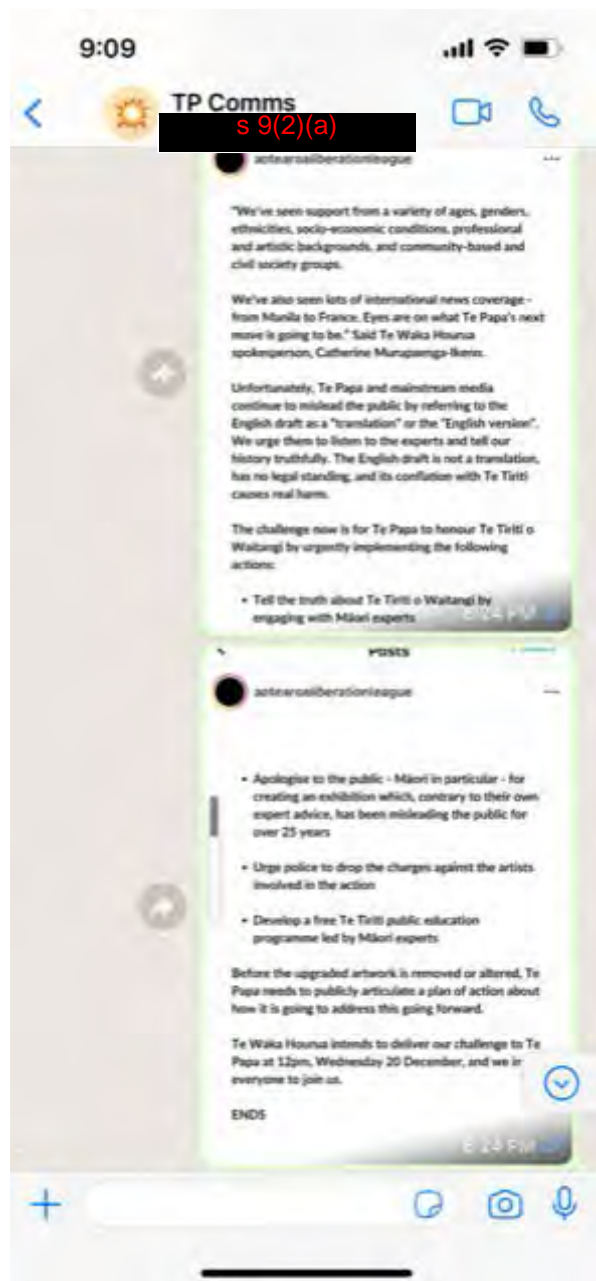 9:09
TP Comms
s 9(2)(a)
aotearoaliberationleague
"We've seen support from a variety of ages, genders,
ethnicities, socio-economic conditions, professional
and artistic backgrounds, and community-based and
civil society groups.
We've also seen lots of international news coverage -
from Manila to France. Eyes are on what Te Papa's next
move is going to be." Said Te Waka Hourua
spokesperson, Catherine Murupaenga-Ikenn.
Unfortunately, Te Papa and mainstream media
continue to mislead the public by referring to the
English draft as a "translation" or the "English version".
We urge them to listen to the experts and tell our
history truthfully. The English draft is not a translation,
has no legal standing, and its conflation with Te Tiriti
causes real harm.
The challenge now is for Te Papa to honour Te Tiriti o
Waitangi by urgently implementing the following
actions:
• Tell the truth about Te Tiriti o Waitangi by
engaging with Māori experts
8:24 PM
Posts
aotearoaliberationleague
• Apologise to the public - Māori in particular - for
creating an exhibition which, contrary to their own
expert advice, has been misleading the public for
over 25 years
• Urge police to drop the charges against the artists
involved in the action
• Develop a free Te Tiriti public education
programme led by Māori experts
Before the upgraded artwork is removed or altered, Te
Papa needs to publicly articulate a plan of action about
how it is going to address this going forward.
Te Waka Hourua intends to deliver our challenge to Te
Papa at 12pm, Wednesday 20 December, and we in
everyone to join us.
ENDS
8:24 PM